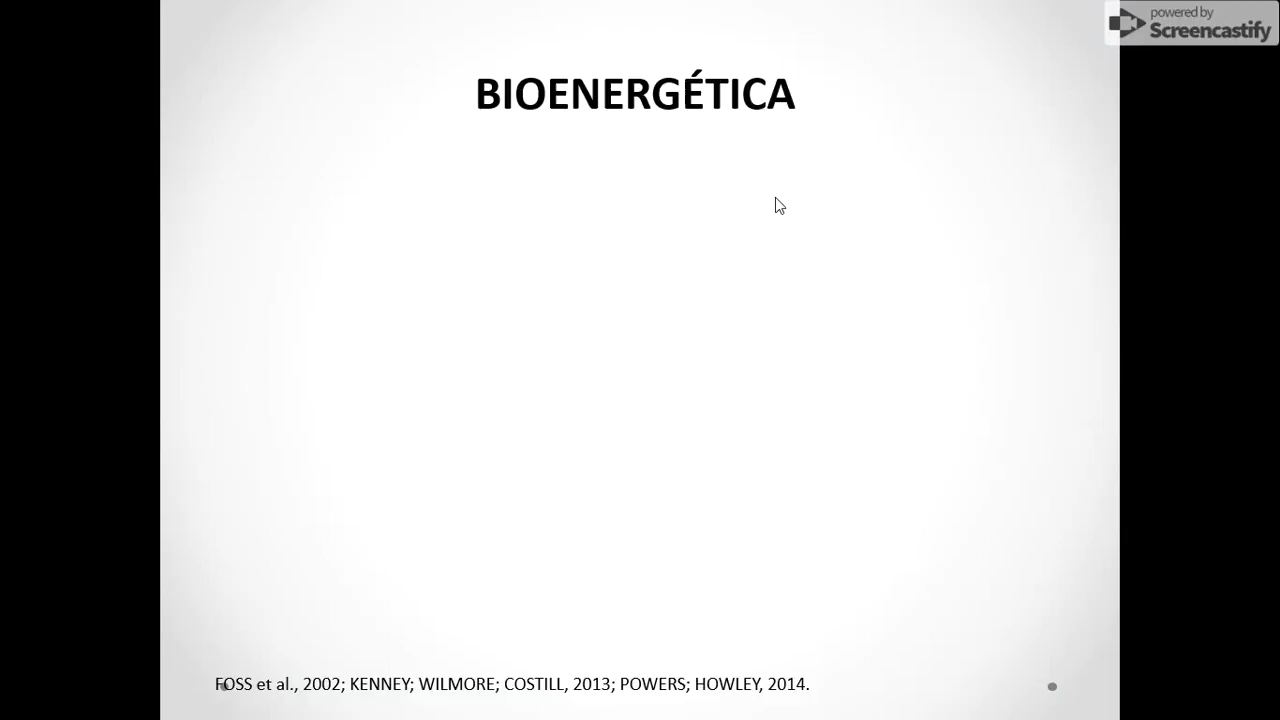 powered by
Screencastify
BIOENERGÉTICA
FOSS et al., 2002; KENNEY; WILMORE; COSTILL, 2013; POWERS; HOWLEY, 2014.